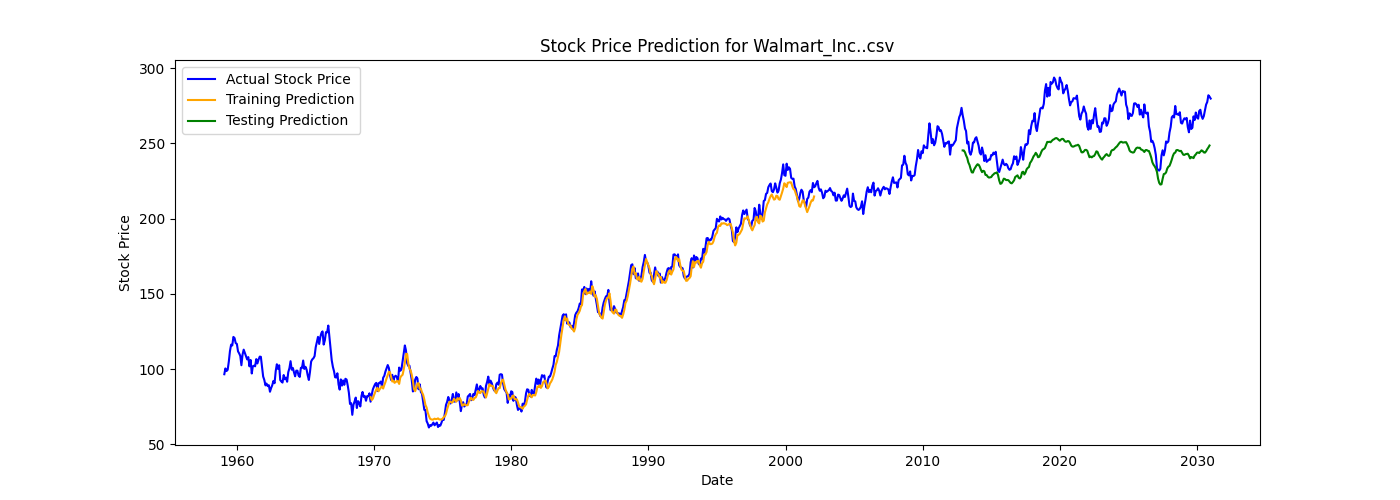 Stock Price Prediction for Walmart_Inc..csv
300
250
200
150
100
50
Stock Price
Actual Stock Price
Training Prediction
Testing Prediction
1960 1970 1980 1990 2000 2010 2020 2030
Date